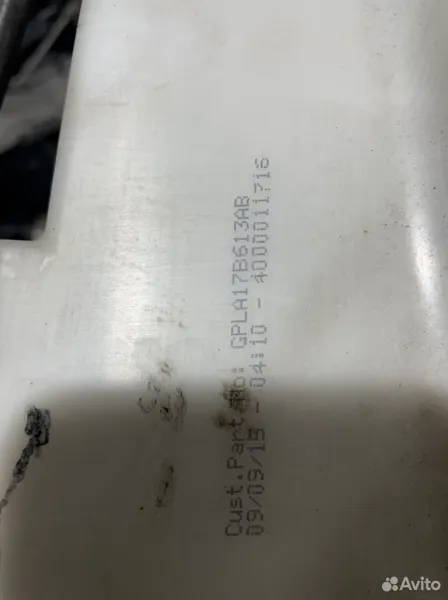 Cust.Part No: GPLA17B613AB
09/09/15 - 04:10 - 4000011716
Avito